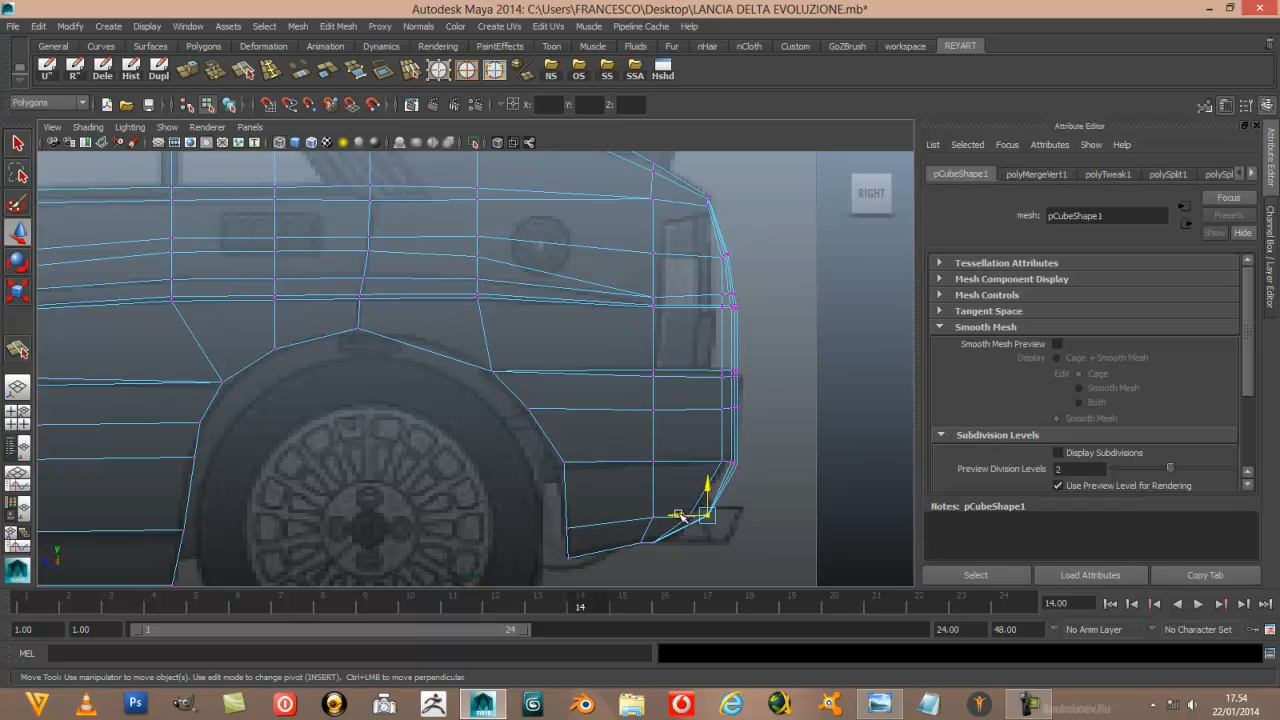 Autodesk Maya 2014: C:\Users\FRANCESCO\Desktop\LANCIA DELTA EVOLUZIONE.mb*
File Edit Modify Create Display Window Assets Select Mesh Edit Mesh Proxy Normals Color Create UVs Edit UVs Muscle Pipeline Cache Help
General Curves Surfaces Polygons Deformation Animation Dynamics Rendering PaintEffects Toon Muscle Fluids Fur nHair nCloth Custom GoZBrush workspace REYART
U" R" Dele Hist Dupl NS OS SS SSA Hshd
Polygons X: Y: Z:
View Shading Lighting Show Renderer Panels
RIGHT
y
Attribute Editor
List Selected Focus Attributes Show Help
pCubeShape1 polyMergeVert1 polyTweak1 polySplit1 polySpl
Focus
mesh: pCubeShape1
Presets
Show Hide
Tessellation Attributes
Mesh Component Display
Mesh Controls
Tangent Space
Smooth Mesh
Smooth Mesh Preview
Display Cage + Smooth Mesh
Edit Cage
Smooth Mesh
Both
Smooth Mesh
Subdivision Levels
Display Subdivisions
Preview Division Levels 2
Use Preview Level for Rendering
Notes: pCubeShape1
Select Load Attributes Copy Tab
Attribute Editor
Channel Box / Layer Editor
1 2 3 4 5 6 7 8 9 10 11 12 13 14 15 16 17 18 19 20 21 22 23 24
14
14.00
1.00 1.00 1 24 24.00 48.00 No Anim Layer No Character Set
MEL
Move Tool: Use manipulator to move object(s). Use edit mode to change pivot (INSERT). Ctrl+LMB to move perpendicular.
Ps
17.54
22/01/2014